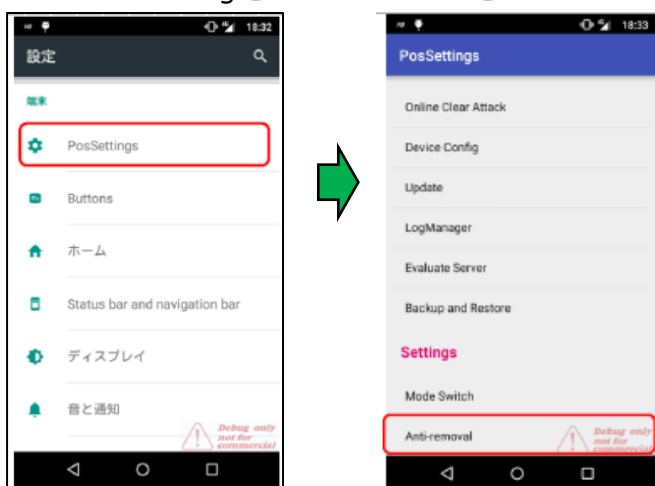 18:32
設定
端末
PosSettings
Buttons
ホーム
Status bar and navigation bar
ディスプレイ
音と通知
Debug only
not for
commercial
18:33
PosSettings
Online Clear Attack
Device Config
Update
LogManager
Evaluate Server
Backup and Restore
Settings
Mode Switch
Anti-removal
Debug only
not for
commercial